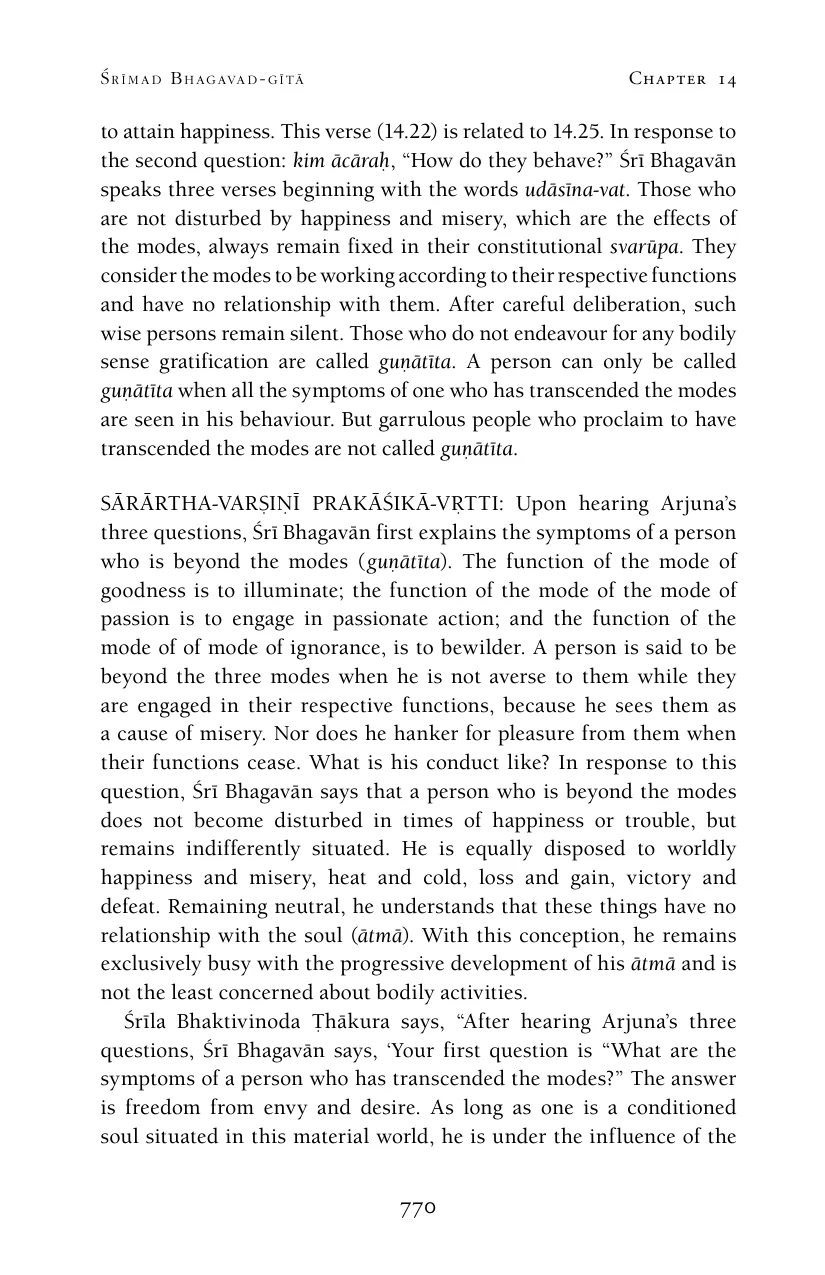 Śrīmad Bhagavad-gītā Chapter 14
to attain happiness. This verse (14.22) is related to 14.25. In response to
the second question: kim ācāraḥ, “How do they behave?” Śrī Bhagavān
speaks three verses beginning with the words udāsīna-vat. Those who
are not disturbed by happiness and misery, which are the effects of
the modes, always remain fixed in their constitutional svarūpa. They
consider the modes to be working according to their respective functions
and have no relationship with them. After careful deliberation, such
wise persons remain silent. Those who do not endeavour for any bodily
sense gratification are called guṇātīta. A person can only be called
guṇātīta when all the symptoms of one who has transcended the modes
are seen in his behaviour. But garrulous people who proclaim to have
transcended the modes are not called guṇātīta.
SĀRĀRTHA-VARṢIṆĪ PRAKĀŚIKĀ-VṚTTI: Upon hearing Arjuna’s
three questions, Śrī Bhagavān first explains the symptoms of a person
who is beyond the modes (guṇātīta). The function of the mode of
goodness is to illuminate; the function of the mode of the mode of
passion is to engage in passionate action; and the function of the
mode of of mode of ignorance, is to bewilder. A person is said to be
beyond the three modes when he is not averse to them while they
are engaged in their respective functions, because he sees them as
a cause of misery. Nor does he hanker for pleasure from them when
their functions cease. What is his conduct like? In response to this
question, Śrī Bhagavān says that a person who is beyond the modes
does not become disturbed in times of happiness or trouble, but
remains indifferently situated. He is equally disposed to worldly
happiness and misery, heat and cold, loss and gain, victory and
defeat. Remaining neutral, he understands that these things have no
relationship with the soul (ātmā). With this conception, he remains
exclusively busy with the progressive development of his ātmā and is
not the least concerned about bodily activities.
Śrīla Bhaktivinoda Ṭhākura says, “After hearing Arjuna’s three
questions, Śrī Bhagavān says, ‘Your first question is “What are the
symptoms of a person who has transcended the modes?” The answer
is freedom from envy and desire. As long as one is a conditioned
soul situated in this material world, he is under the influence of the
770